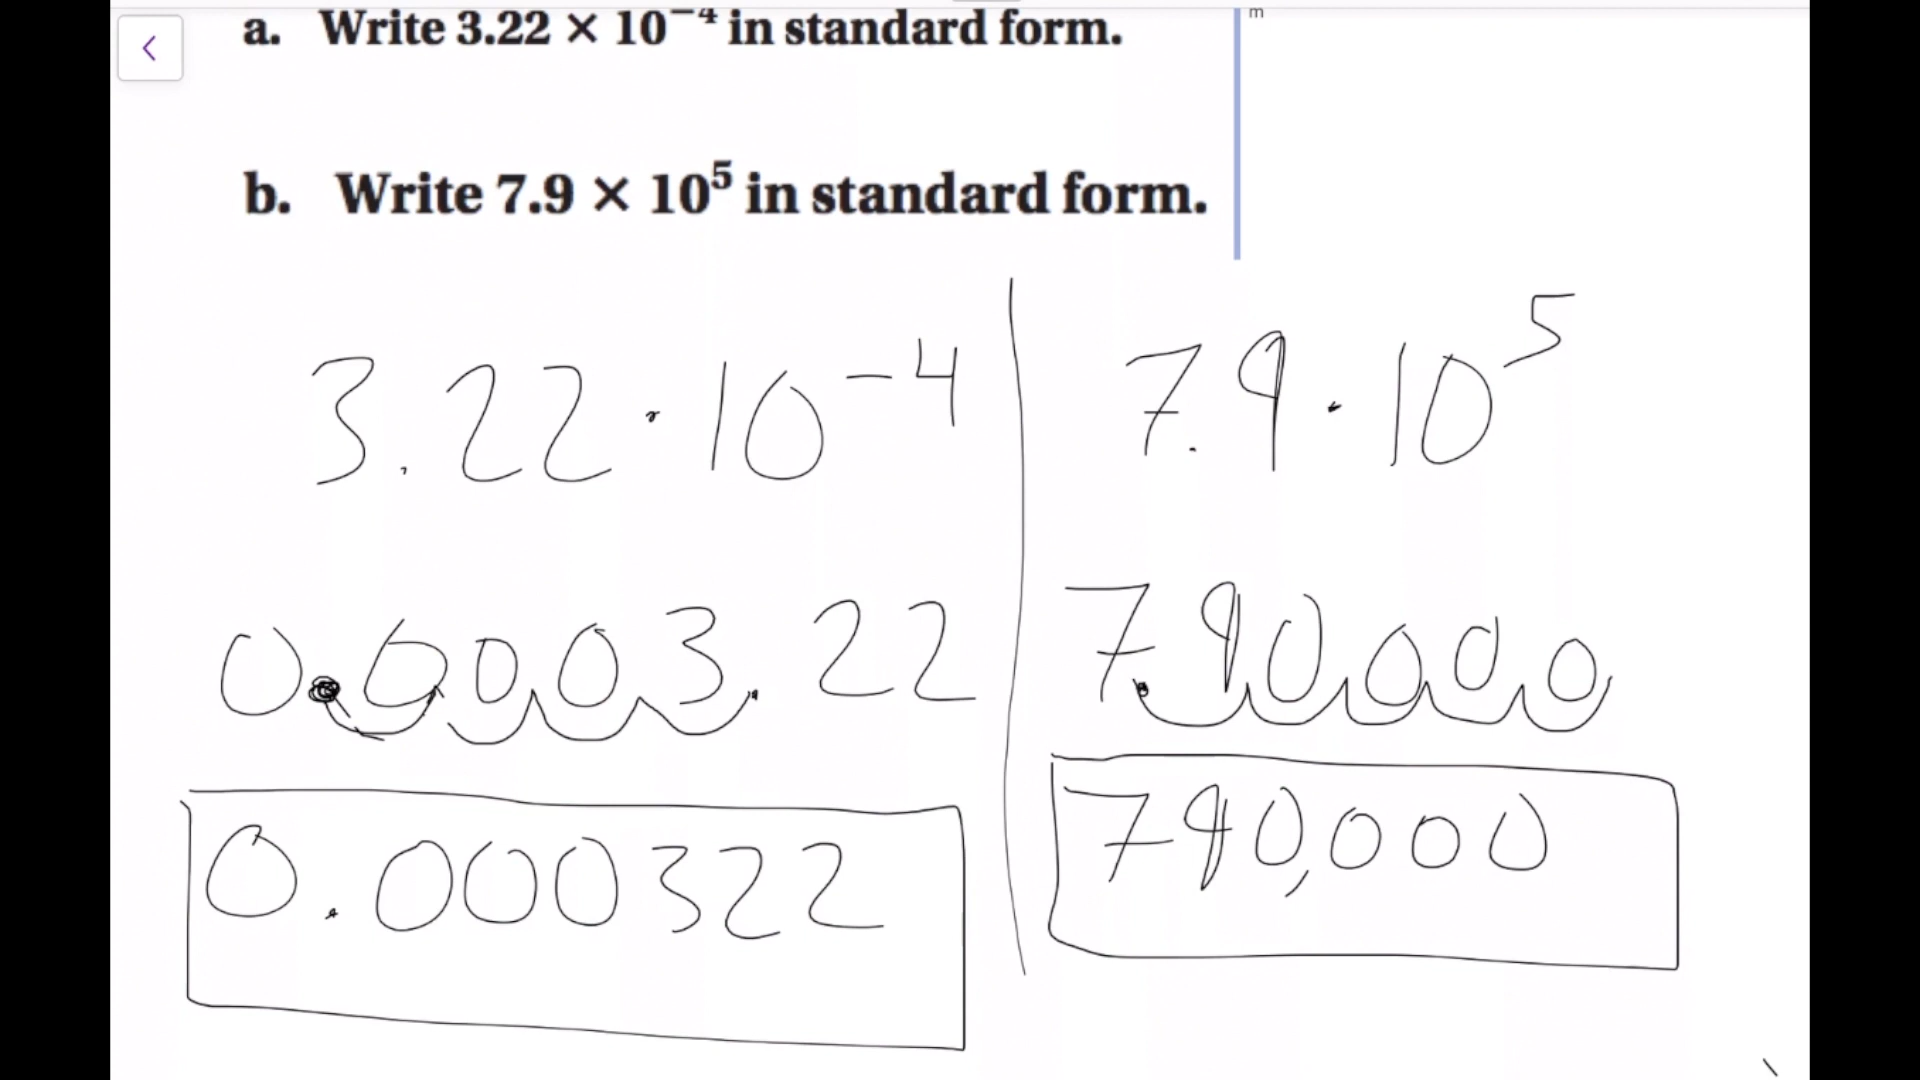 m
a. Write 3.22 × 10⁻⁴ in standard form.
b. Write 7.9 × 10⁵ in standard form.
3.22 · 10⁻⁴
0.0003.22
0.000322
7.9 · 10⁵
7.90000
790,000